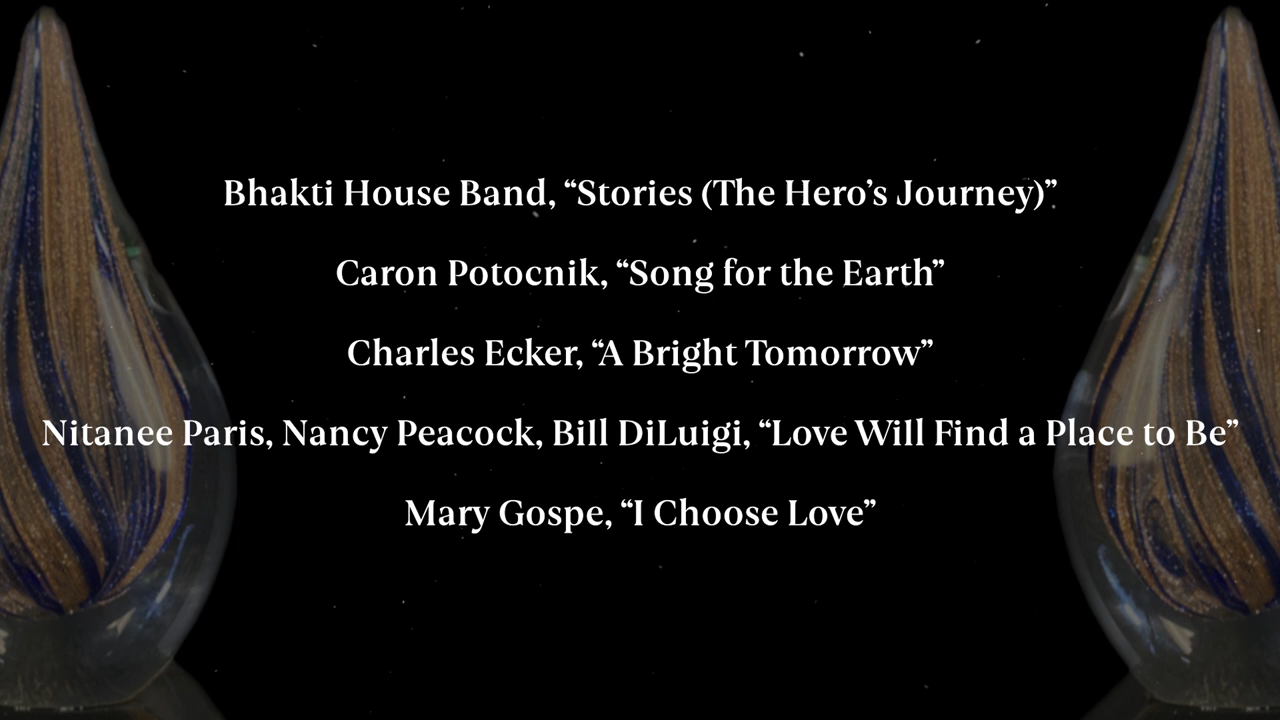 Bhakti House Band, “Stories (The Hero’s Journey)”
Caron Potocnik, “Song for the Earth”
Charles Ecker, “A Bright Tomorrow”
Nitanee Paris, Nancy Peacock, Bill DiLuigi, “Love Will Find a Place to Be”
Mary Gospe, “I Choose Love”